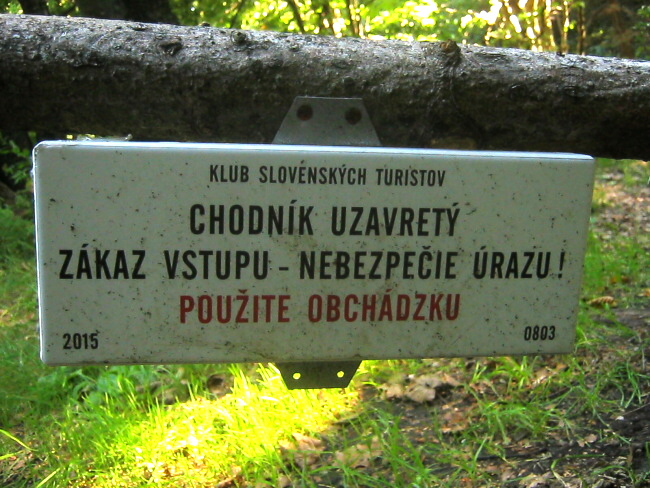 KLUB SLOVENSKÝCH TURISTOV
CHODNÍK UZAVRETÝ
ZÁKAZ VSTUPU - NEBEZPEČIE ÚRAZU!
POUŽITE OBCHÁDZKU
2015 0803